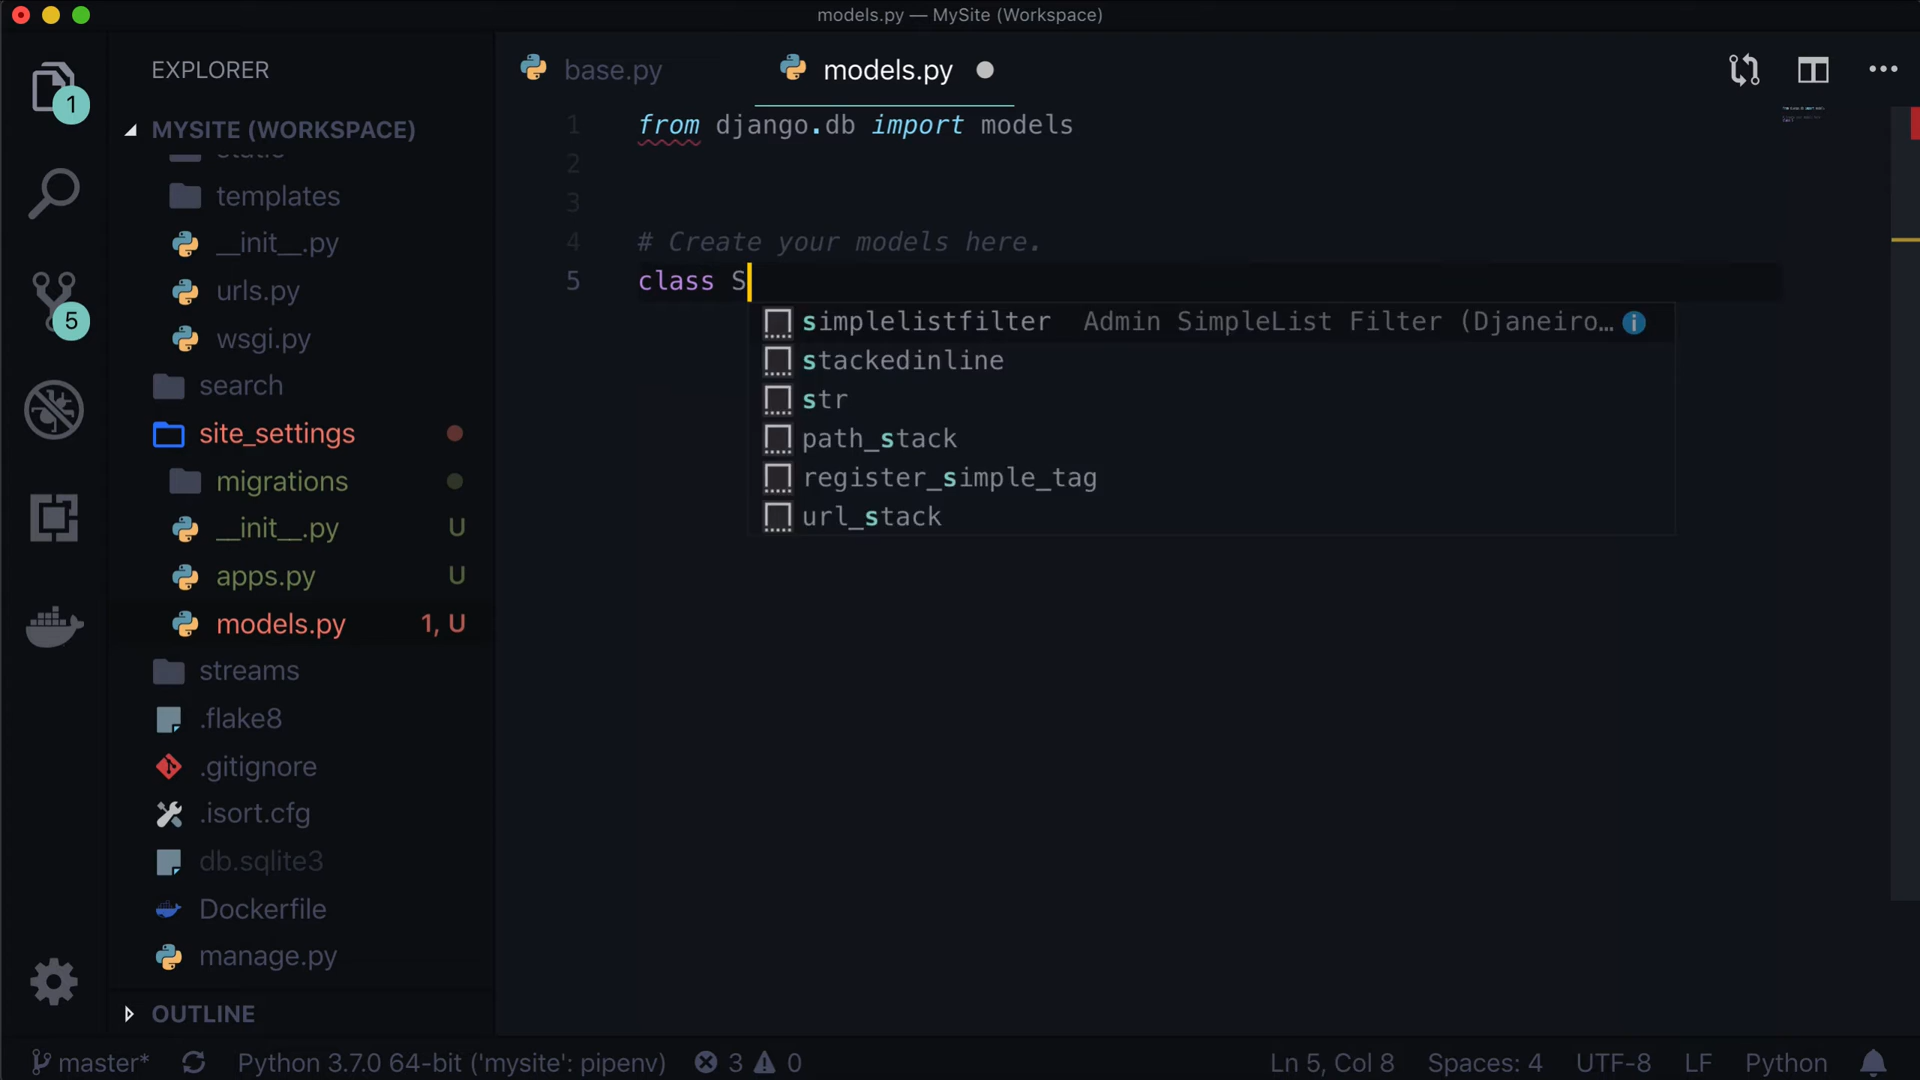 models.py — MySite (Workspace)
EXPLORER
base.py
models.py
1
MYSITE (WORKSPACE)
static
templates
__init__.py
urls.py
5
wsgi.py
search
site_settings
migrations
__init__.py U
apps.py U
models.py 1, U
streams
.flake8
.gitignore
.isort.cfg
db.sqlite3
Dockerfile
manage.py
OUTLINE
1 from django.db import models
2
3
4 # Create your models here.
5 class S
simplelistfilter Admin SimpleList Filter (Djaneiro…
stackedinline
str
path_stack
register_simple_tag
url_stack
master* Python 3.7.0 64-bit ('mysite': pipenv) 3 0 Ln 5, Col 8 Spaces: 4 UTF-8 LF Python